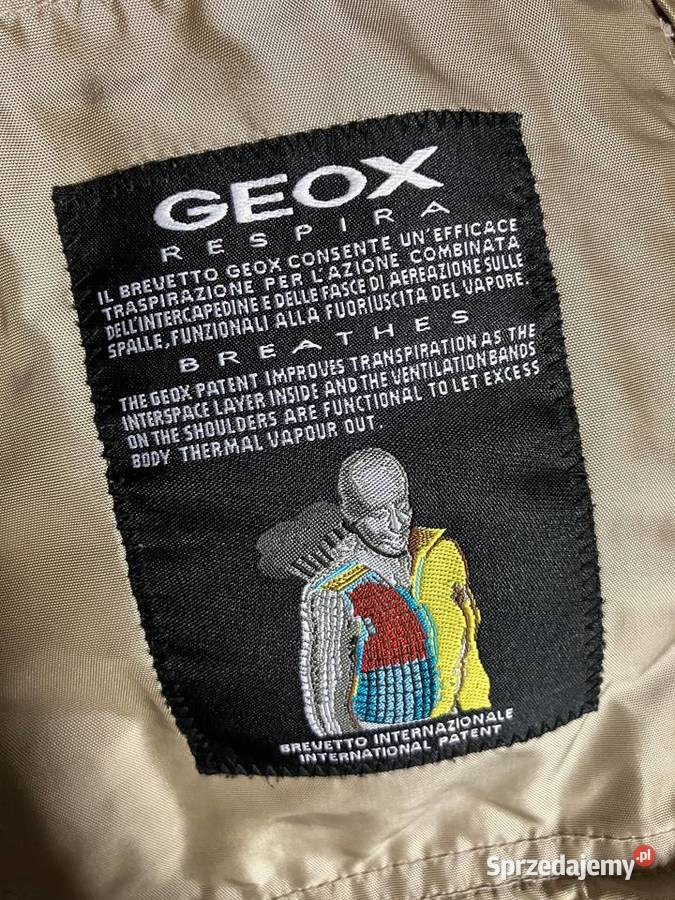 GEOX
RESPIRA
IL BREVETTO GEOX CONSENTE UN'EFFICACE
TRASPIRAZIONE PER L'AZIONE COMBINATA
DELL'INTERCAPEDINE E DELLE FASCE DI AEREAZIONE SULLE
SPALLE, FUNZIONALI ALLA FUORIUSCITA DEL VAPORE.
BREATHES
THE GEOX PATENT IMPROVES TRANSPIRATION AS THE
INTERSPACE LAYER INSIDE AND THE VENTILATION BANDS
ON THE SHOULDERS ARE FUNCTIONAL TO LET EXCESS
BODY THERMAL VAPOUR OUT.
BREVETTO INTERNAZIONALE
INTERNATIONAL PATENT
Sprzedajemy.pl